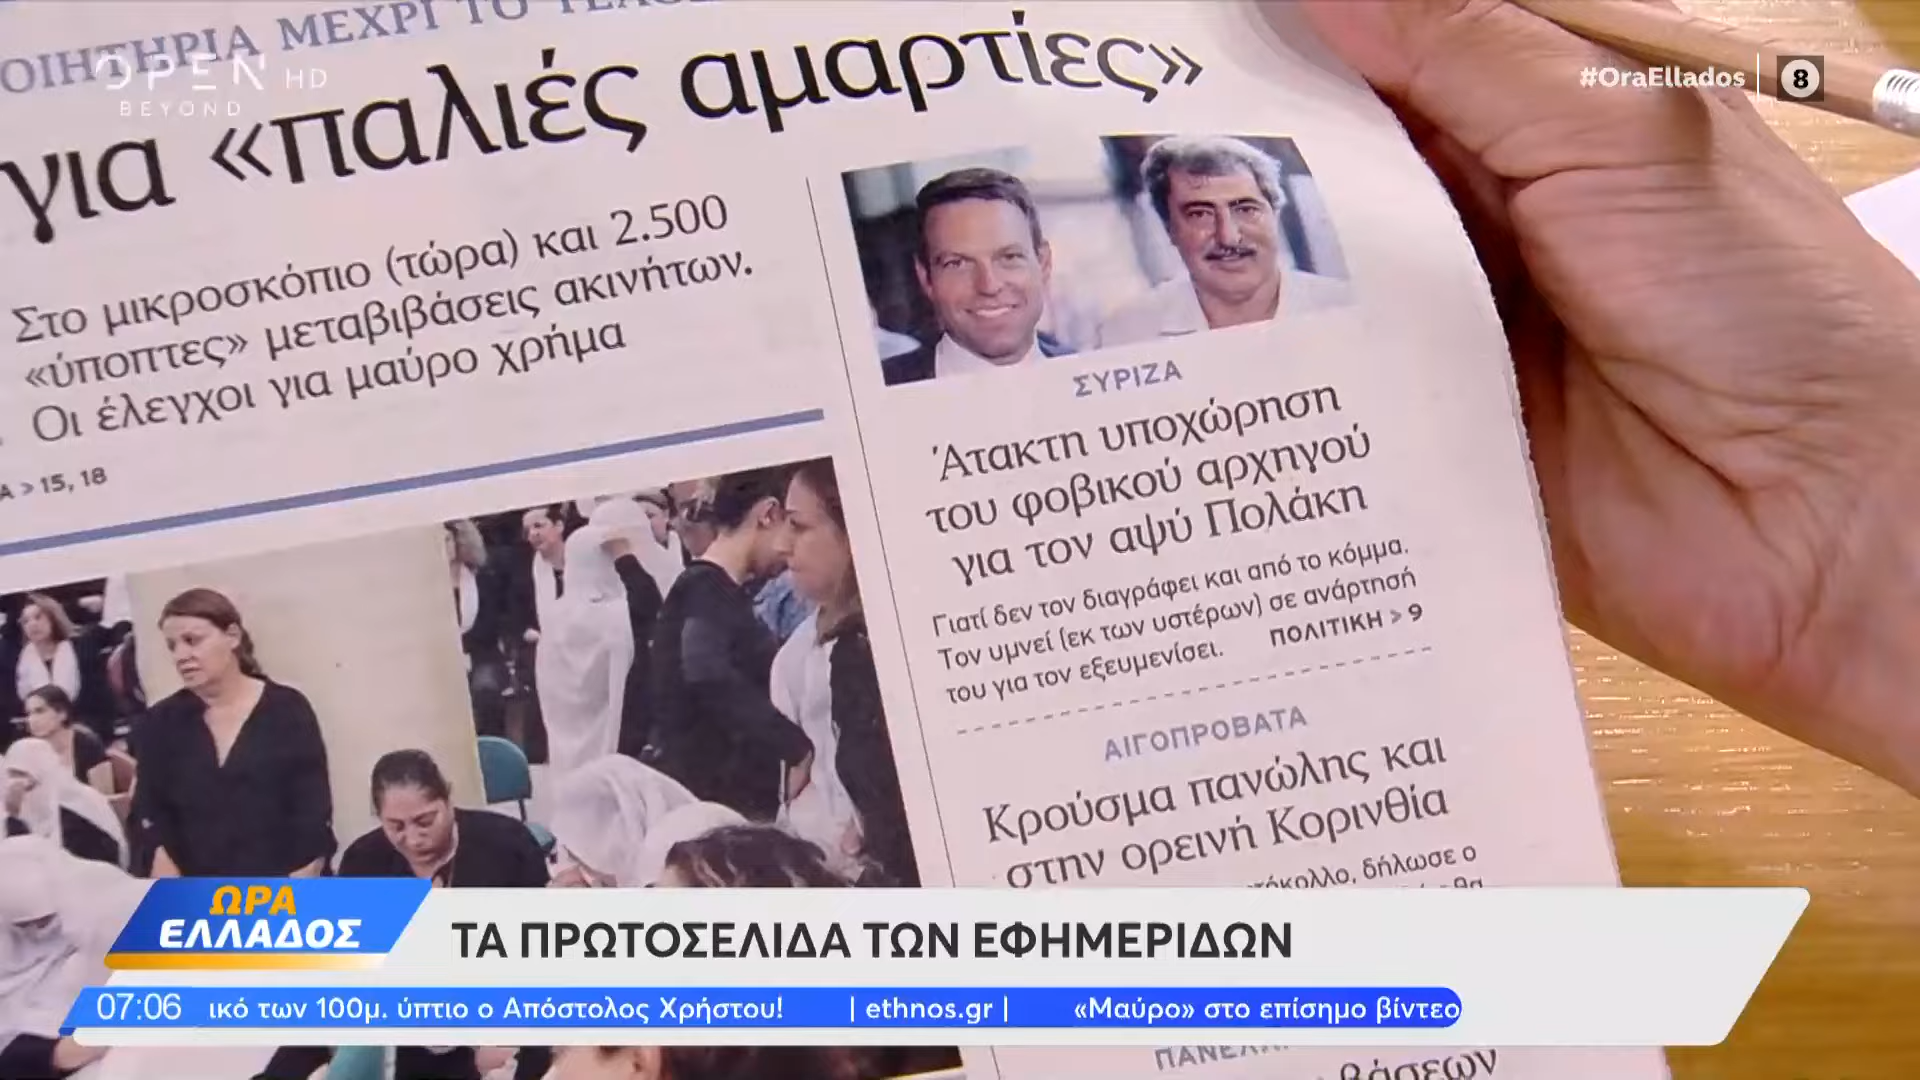 ΟΙΗΤΗΡΙΑ ΜΕΧΡΙ ΤΟ
OPEN HD
BEYOND
#OraEllados 8
για «παλιές αμαρτίες»
Στο μικροσκόπιο (τώρα) και 2.500
«ύποπτες» μεταβιβάσεις ακινήτων.
Οι έλεγχοι για μαύρο χρήμα
Α > 15, 18
ΣΥΡΙΖΑ
Άτακτη υποχώρηση
του φοβικού αρχηγού
για τον αψύ Πολάκη
Γιατί δεν τον διαγράφει και από το κόμμα.
Τον υμνεί (εκ των υστέρων) σε ανάρτησή
του για τον εξευμενίσει. ΠΟΛΙΤΙΚΗ > 9
ΑΙΓΟΠΡΟΒΑΤΑ
Κρούσμα πανώλης και
στην ορεινή Κορινθία
δήλωσε ο
ΩΡΑ
ΕΛΛΑΔΟΣ
ΤΑ ΠΡΩΤΟΣΕΛΙΔΑ ΤΩΝ ΕΦΗΜΕΡΙΔΩΝ
07:06 ικό των 100μ. ύπτιο ο Απόστολος Χρήστου! | ethnos.gr | «Μαύρο» στο επίσημο βίντεο